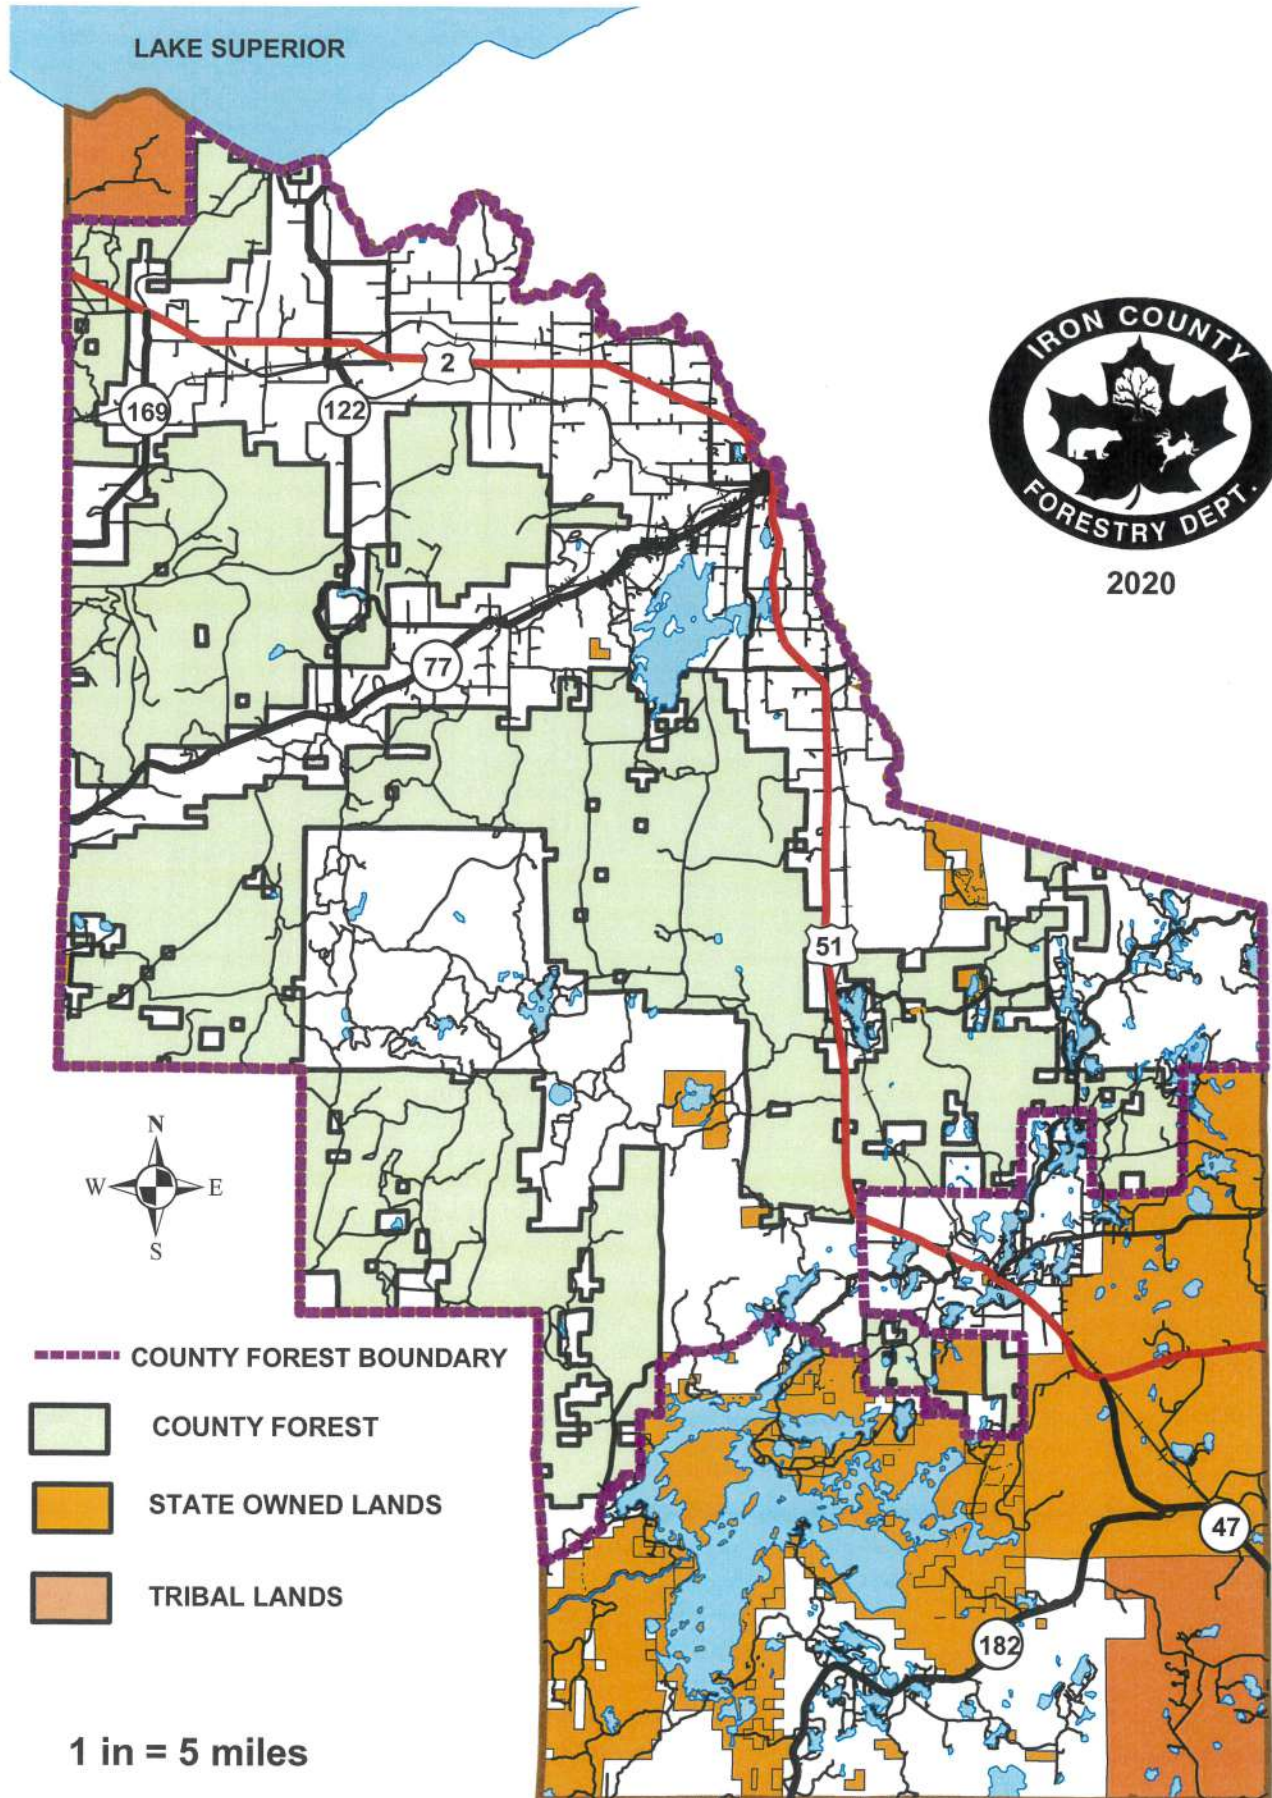 LAKE SUPERIOR
IRON COUNTY
FORESTRY DEPT.
2020
2
169
122
77
51
N
W E
S
COUNTY FOREST BOUNDARY
COUNTY FOREST
STATE OWNED LANDS
47
TRIBAL LANDS
182
1 in = 5 miles